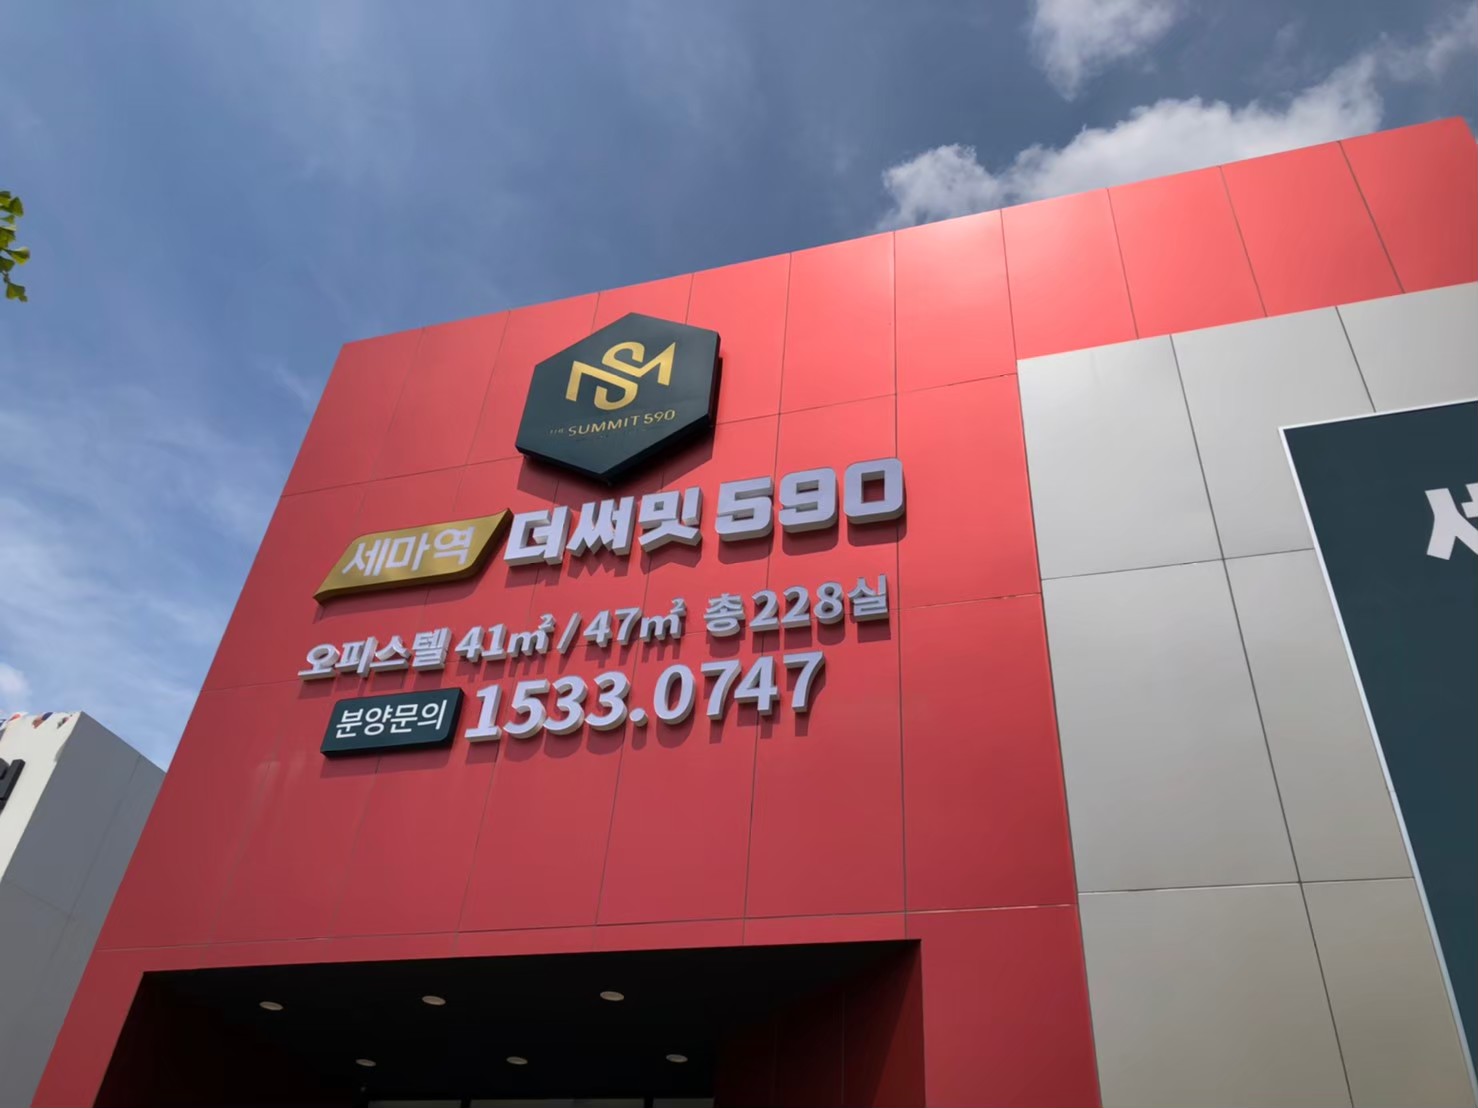 SM
THE SUMMIT 590
세마역 더써밋 590
오피스텔 41㎡ / 47㎡ 총228실
분양문의 1533.0747